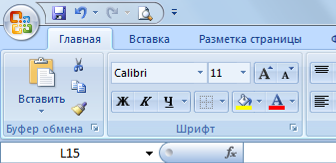 Главная Вставка Разметка страницы Ф
Calibri 11 А А
Вставить Ж К Ч А
Буфер обмена Шрифт
L15 fx